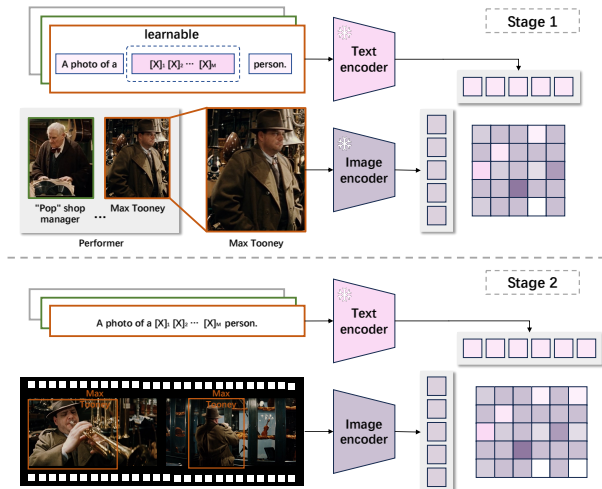 learnable
Stage 1
A photo of a [X]₁ [X]₂ ··· [X]ₘ person.
Text
encoder
Image
encoder
"Pop" shop
manager
...
Max Tooney
Performer
Max Tooney
Stage 2
A photo of a [X]₁ [X]₂ ··· [X]ₘ person.
Text
encoder
Max
Tooney
Max
Tooney
Image
encoder